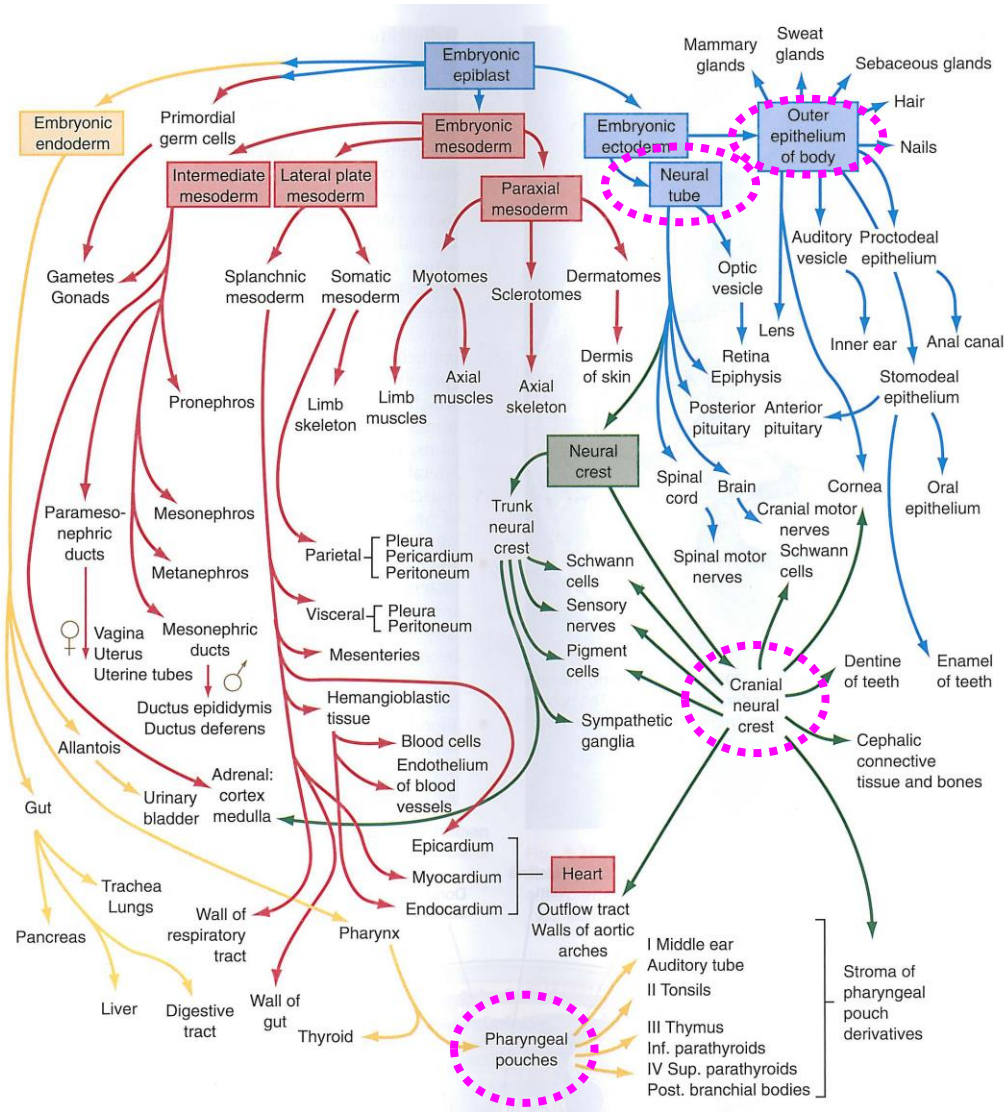 Embryonic
epiblast
Mammary
glands
Sweat
glands
Sebaceous glands
Hair
Nails
Outer
epithelium
of body
Embryonic
endoderm
Primordial
germ cells
Embryonic
mesoderm
Embryonic
ectoderm
Neural
tube
Intermediate
mesoderm
Lateral plate
mesoderm
Paraxial
mesoderm
Gametes
Gonads
Splanchnic
mesoderm
Somatic
mesoderm
Myotomes
Sclerotomes
Dermatomes
Optic
vesicle
Auditory
vesicle
Proctodeal
epithelium
Lens
Inner ear
Anal canal
Pronephros
Limb
skeleton
Limb
muscles
Axial
muscles
Axial
skeleton
Dermis
of skin
Retina
Epiphysis
Posterior
pituitary
Anterior
pituitary
Stomodeal
epithelium
Neural
crest
Spinal
cord
Brain
Cornea
Oral
epithelium
Parameso-
nephric
ducts
Mesonephros
Metanephros
Parietal
Pleura
Pericardium
Peritoneum
Trunk
neural
crest
Schwann
cells
Spinal motor
nerves
Cranial motor
nerves
Schwann
cells
Visceral
Pleura
Peritoneum
Sensory
nerves
♀
Vagina
Uterus
Uterine tubes
Mesonephric
ducts
♂
Ductus epididymis
Ductus deferens
Mesenteries
Pigment
cells
Cranial
neural
crest
Dentine
of teeth
Enamel
of teeth
Hemangioblastic
tissue
Sympathetic
ganglia
Cephalic
connective
tissue and bones
Allantois
Blood cells
Endothelium
of blood
vessels
Gut
Urinary
bladder
Adrenal:
cortex
medulla
Epicardium
Myocardium
Endocardium
Heart
Trachea
Lungs
Pancreas
Wall of
respiratory
tract
Pharynx
Outflow tract
Walls of aortic
arches
Liver
Digestive
tract
Wall of
gut
Thyroid
Pharyngeal
pouches
I Middle ear
Auditory tube
II Tonsils
III Thymus
Inf. parathyroids
IV Sup. parathyroids
Post. branchial bodies
Stroma of
pharyngeal
pouch
derivatives